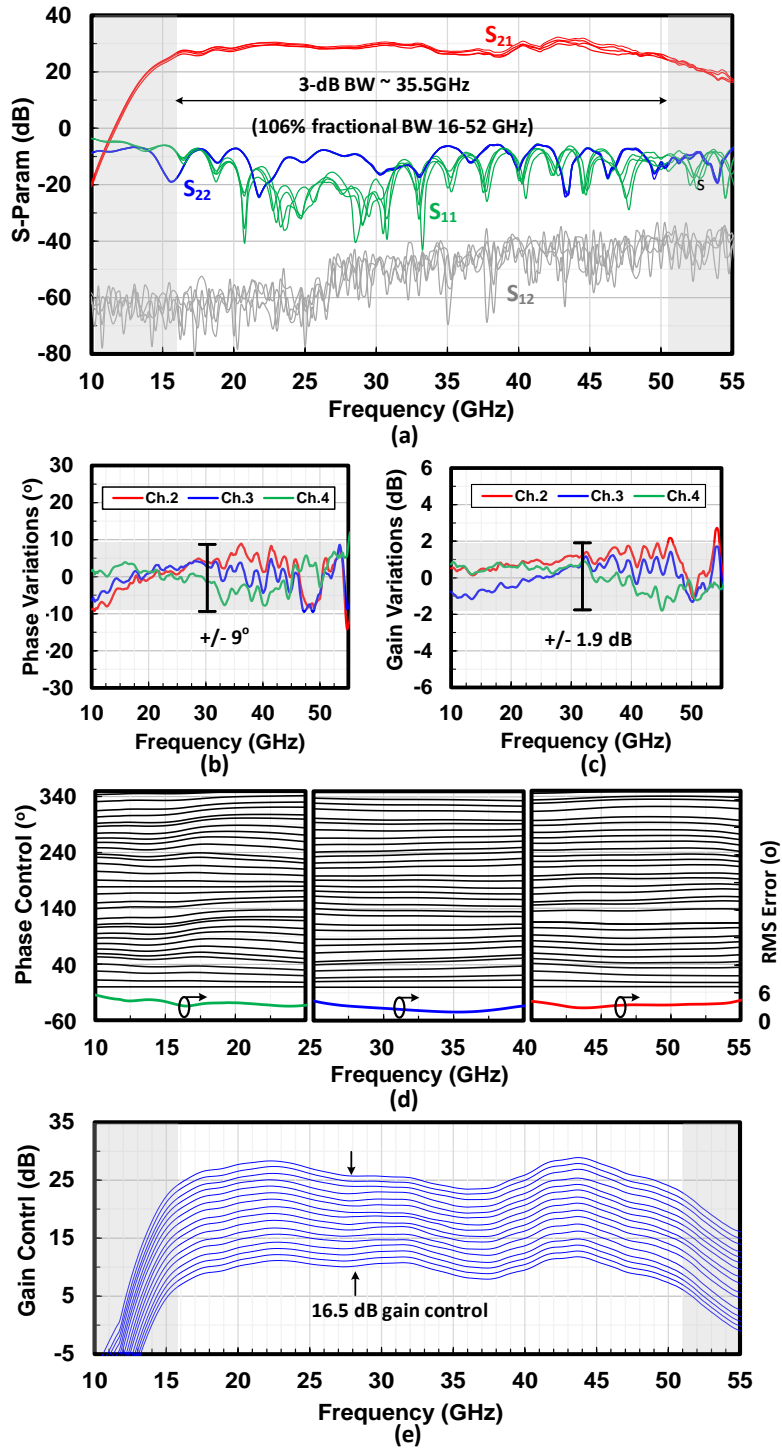 40
20
0
-20
-40
-60
-80
S-Param (dB)
S21
3-dB BW ~ 35.5GHz
(106% fractional BW 16-52 GHz)
S22
S11
S
S12
10 15 20 25 30 35 40 45 50 55
Frequency (GHz)
(a)
30
20
10
0
-10
-20
-30
Phase Variations (o)
Ch.2 Ch.3 Ch.4
+/- 9o
10 20 30 40 50
Frequency (GHz)
(b)
6
4
2
0
-2
-4
-6
Gain Variations (dB)
Ch.2 Ch.3 Ch.4
+/- 1.9 dB
10 20 30 40 50
Frequency (GHz)
(c)
340
240
140
40
-60
Phase Control (o)
RMS Error (o)
6
0
10 15 20 25 30 35 40 45 50 55
Frequency (GHz)
(d)
35
25
15
5
-5
Gain Contrl (dB)
16.5 dB gain control
10 15 20 25 30 35 40 45 50 55
Frequency (GHz)
(e)